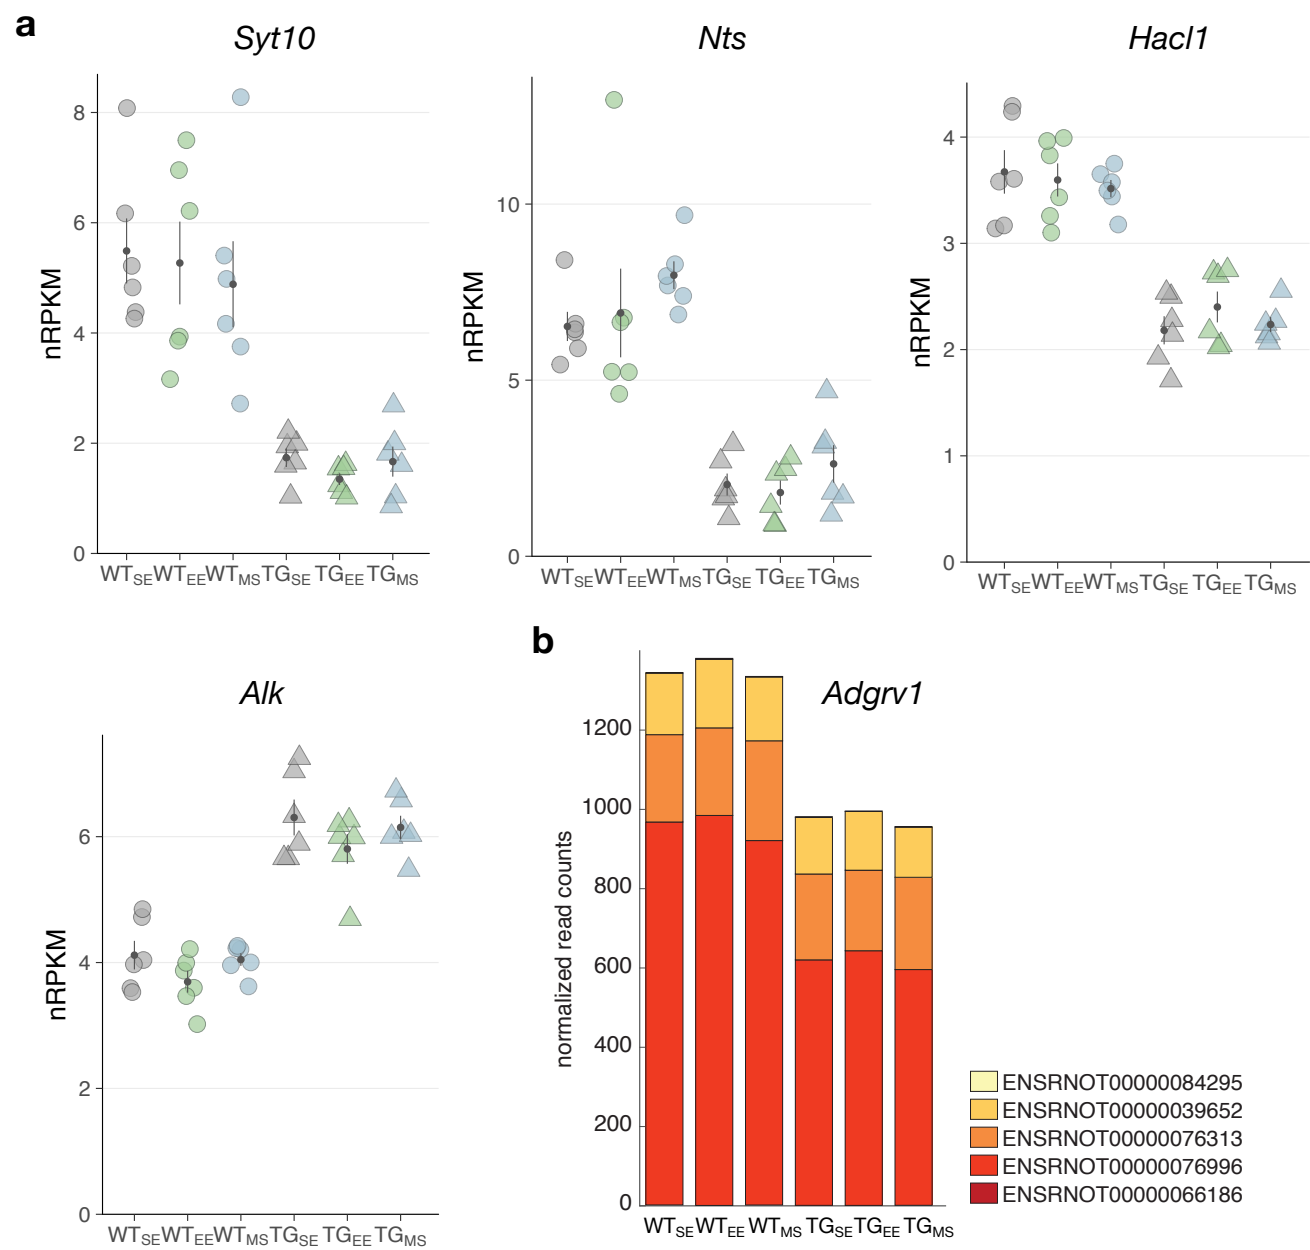 a
Syt10
Nts
Hacl1
nRPKM
8
6
4
2
0
WTSE WTEE WTMS TGSE TGEE TGMS
nRPKM
10
5
0
WTSE WTEE WTMS TGSE TGEE TGMS
nRPKM
4
3
2
1
0
WTSE WTEE WTMS TGSE TGEE TGMS
Alk
nRPKM
6
4
2
0
WTSE WTEE WTMS TGSE TGEE TGMS
b
Adgrv1
normalized read counts
1200
1000
800
600
400
200
0
WTSE WTEE WTMS TGSE TGEE TGMS
ENSRNOT00000084295
ENSRNOT00000039652
ENSRNOT00000076313
ENSRNOT00000076996
ENSRNOT00000066186